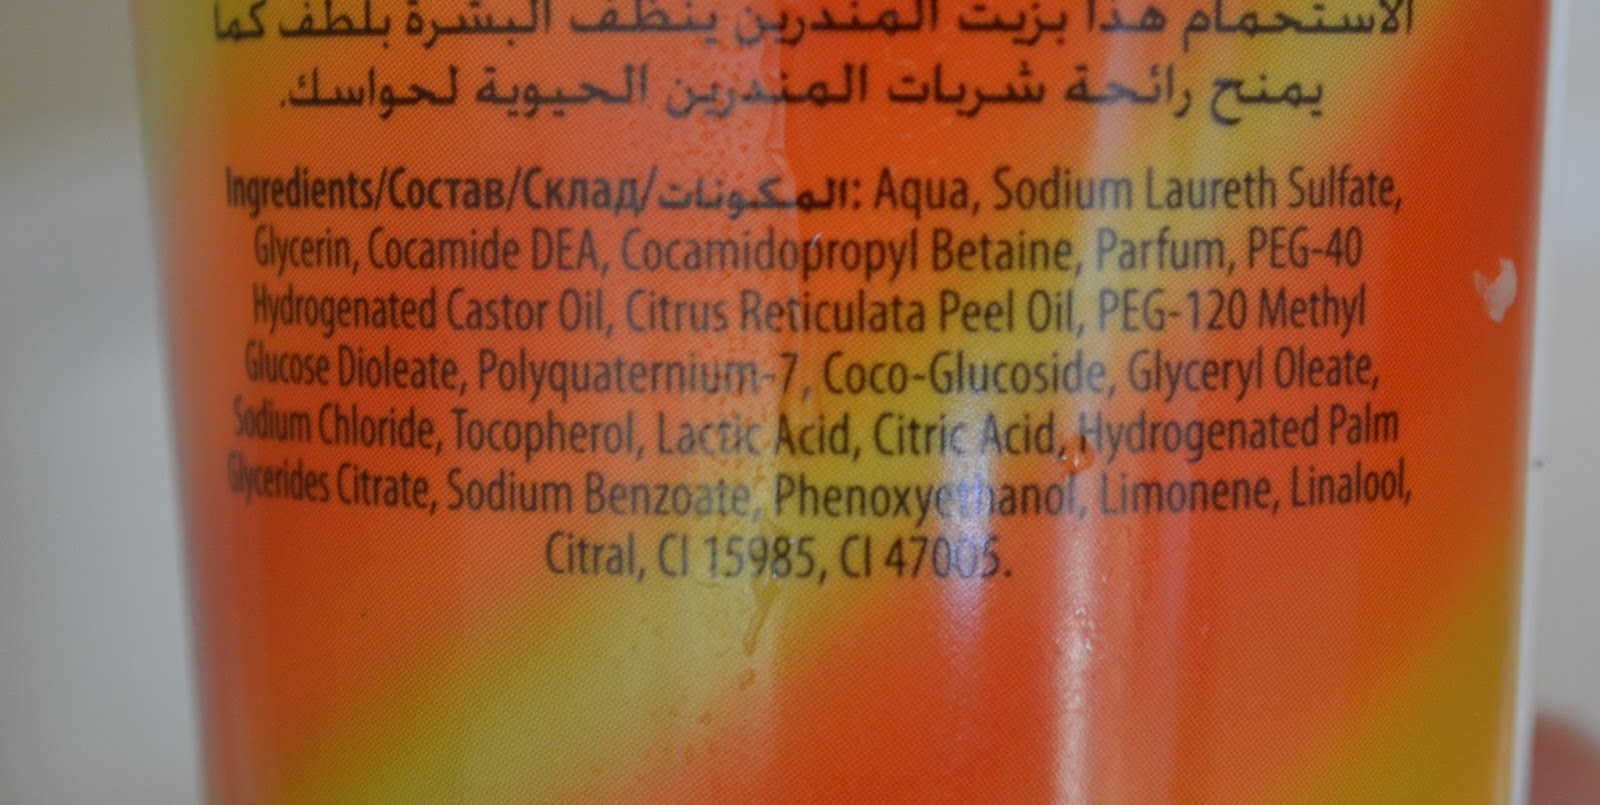 الاستحمام هذا بزيت المندرين ينظف البشرة بلطف كما
يمنح رائحة شربات المندرين الحيوية لحواسك.
Ingredients/Состав/Склад/المكونات: Aqua, Sodium Laureth Sulfate,
Glycerin, Cocamide DEA, Cocamidopropyl Betaine, Parfum, PEG-40
Hydrogenated Castor Oil, Citrus Reticulata Peel Oil, PEG-120 Methyl
Glucose Dioleate, Polyquaternium-7, Coco-Glucoside, Glyceryl Oleate,
Sodium Chloride, Tocopherol, Lactic Acid, Citric Acid, Hydrogenated Palm
Glycerides Citrate, Sodium Benzoate, Phenoxyethanol, Limonene, Linalool,
Citral, CI 15985, CI 47005.